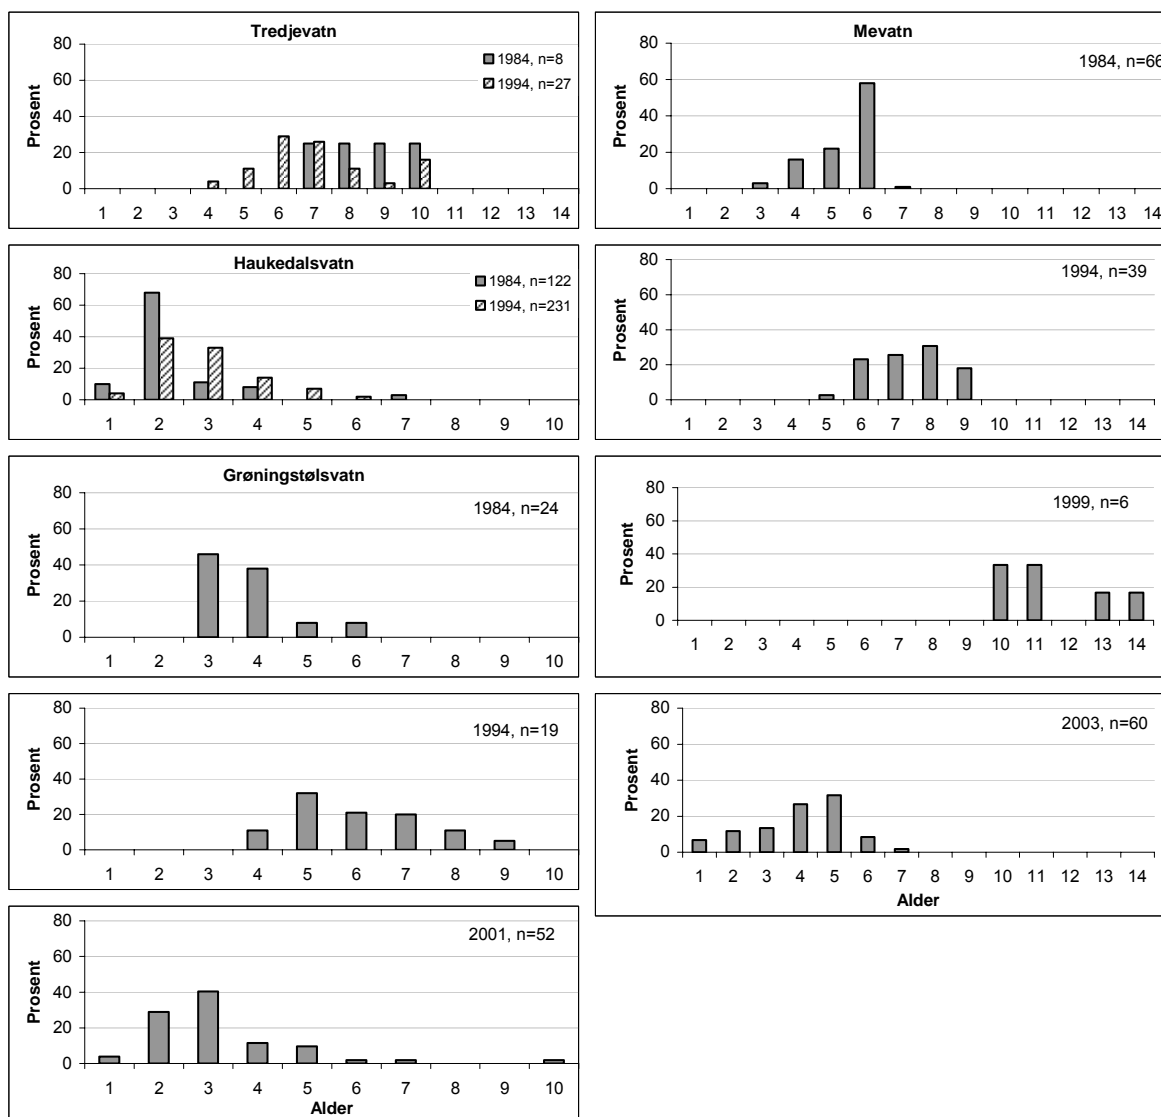 Tredjevatn
1984, n=8
1994, n=27
Prosent
80
60
40
20
0
1 2 3 4 5 6 7 8 9 10 11 12 13 14
Haukedalsvatn
1984, n=122
1994, n=231
Prosent
80
60
40
20
0
1 2 3 4 5 6 7 8 9 10
Grøningstølsvatn
1984, n=24
Prosent
80
60
40
20
0
1 2 3 4 5 6 7 8 9 10
1994, n=19
Prosent
80
60
40
20
0
1 2 3 4 5 6 7 8 9 10
2001, n=52
Prosent
80
60
40
20
0
1 2 3 4 5 6 7 8 9 10
Alder
Mevatn
1984, n=66
Prosent
80
60
40
20
0
1 2 3 4 5 6 7 8 9 10 11 12 13 14
1994, n=39
Prosent
80
60
40
20
0
1 2 3 4 5 6 7 8 9 10 11 12 13 14
1999, n=6
Prosent
80
60
40
20
0
1 2 3 4 5 6 7 8 9 10 11 12 13 14
2003, n=60
Prosent
80
60
40
20
0
1 2 3 4 5 6 7 8 9 10 11 12 13 14
Alder